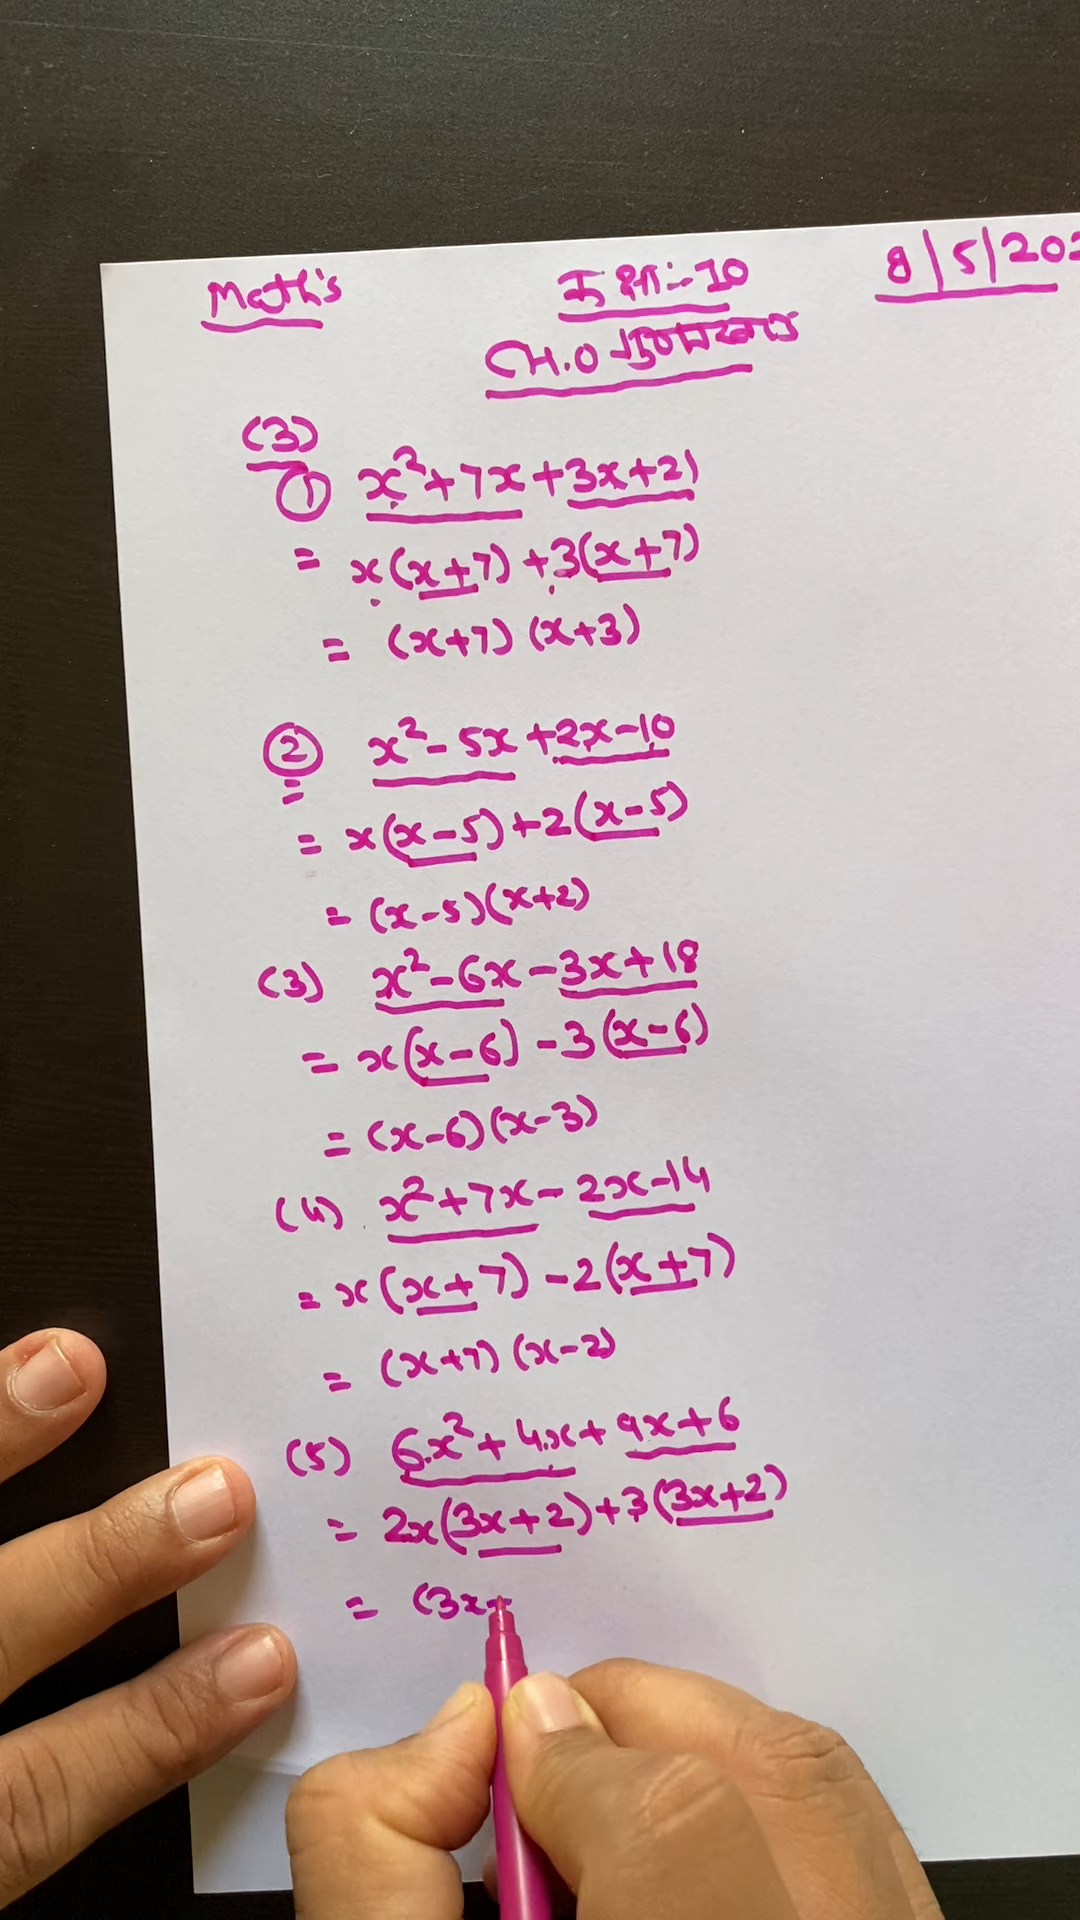 Math's
कक्षा:-10
8/5/202
CH.0
(3)
① x²+7x+3x+21
= x(x+7)+3(x+7)
= (x+7)(x+3)
② x²-5x+2x-10
= x(x-5)+2(x-5)
= (x-5)(x+2)
(3) x²-6x-3x+18
= x(x-6)-3(x-6)
= (x-6)(x-3)
(4) x²+7x-2x-14
= x(x+7)-2(x+7)
= (x+7)(x-2)
(5) 6x²+4x+9x+6
= 2x(3x+2)+3(3x+2)
= (3x+